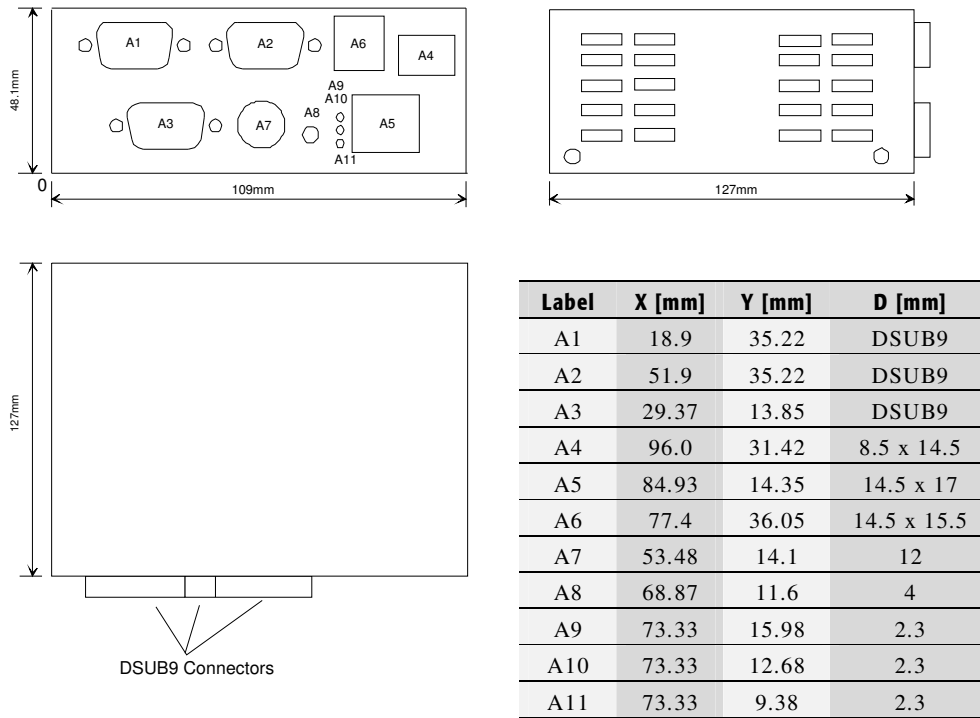 48.1mm
A1
A2
A6
A4
A9
A10
A8
A3
A7
A5
A11
0
109mm
127mm
127mm
DSUB9 Connectors
Label X [mm] Y [mm] D [mm]
A1 18.9 35.22 DSUB9
A2 51.9 35.22 DSUB9
A3 29.37 13.85 DSUB9
A4 96.0 31.42 8.5 x 14.5
A5 84.93 14.35 14.5 x 17
A6 77.4 36.05 14.5 x 15.5
A7 53.48 14.1 12
A8 68.87 11.6 4
A9 73.33 15.98 2.3
A10 73.33 12.68 2.3
A11 73.33 9.38 2.3